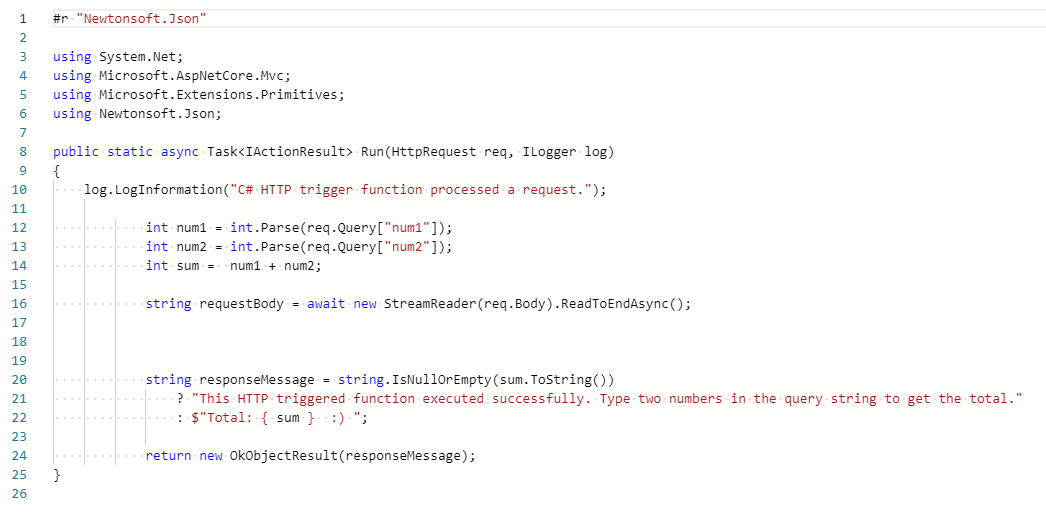 1 #r "Newtonsoft.Json"
2
3 using System.Net;
4 using Microsoft.AspNetCore.Mvc;
5 using Microsoft.Extensions.Primitives;
6 using Newtonsoft.Json;
7
8 public static async Task<IActionResult> Run(HttpRequest req, ILogger log)
9 {
10 log.LogInformation("C# HTTP trigger function processed a request.");
11
12 int num1 = int.Parse(req.Query["num1"]);
13 int num2 = int.Parse(req.Query["num2"]);
14 int sum =  num1 + num2;
15
16 string requestBody = await new StreamReader(req.Body).ReadToEndAsync();
17
18
19
20 string responseMessage = string.IsNullOrEmpty(sum.ToString())
21 ? "This HTTP triggered function executed successfully. Type two numbers in the query string to get the total."
22 : $"Total: { sum }  :) ";
23
24 return new OkObjectResult(responseMessage);
25 }
26